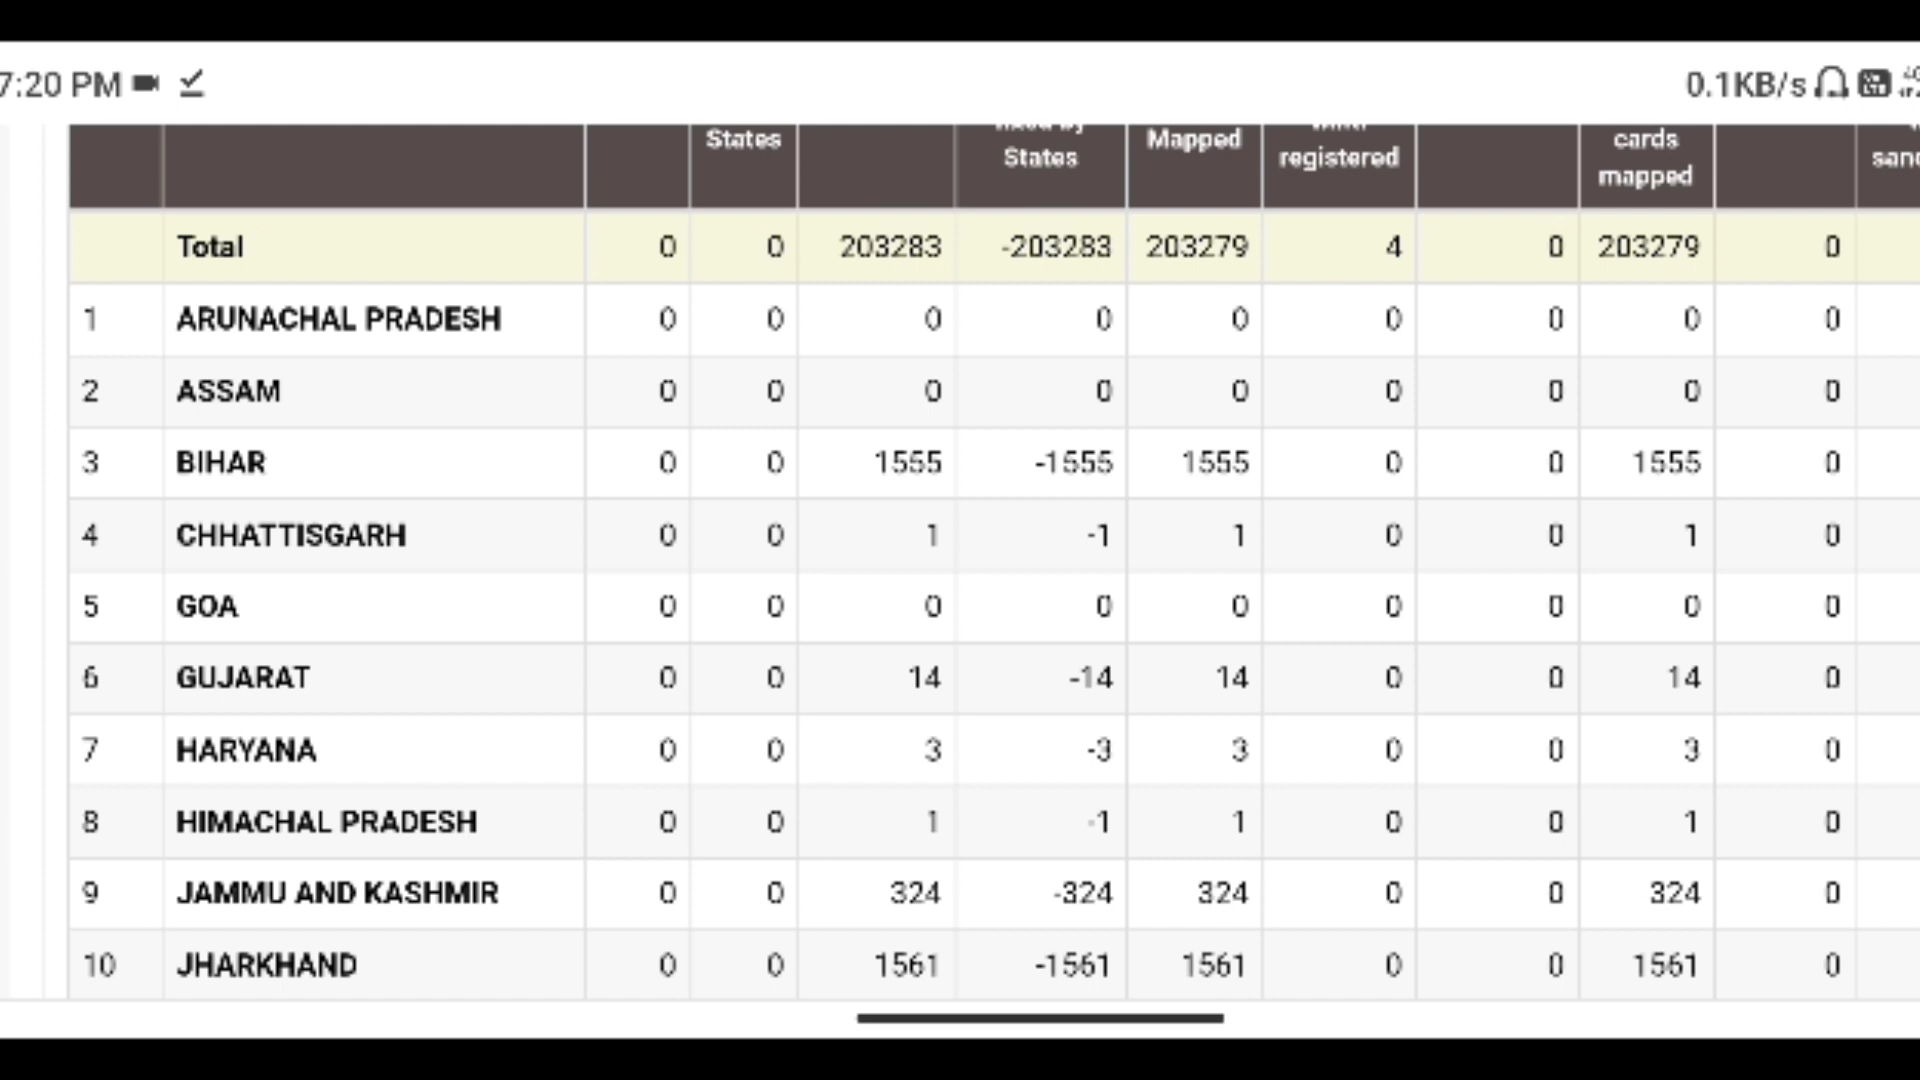 7:20 PM 0.1KB/s
States States Mapped registered cards mapped
Total 0 0 203283 -203283 203279 4 0 203279 0
1 ARUNACHAL PRADESH 0 0 0 0 0 0 0 0 0
2 ASSAM 0 0 0 0 0 0 0 0 0
3 BIHAR 0 0 1555 -1555 1555 0 0 1555 0
4 CHHATTISGARH 0 0 1 -1 1 0 0 1 0
5 GOA 0 0 0 0 0 0 0 0 0
6 GUJARAT 0 0 14 -14 14 0 0 14 0
7 HARYANA 0 0 3 -3 3 0 0 3 0
8 HIMACHAL PRADESH 0 0 1 -1 1 0 0 1 0
9 JAMMU AND KASHMIR 0 0 324 -324 324 0 0 324 0
10 JHARKHAND 0 0 1561 -1561 1561 0 0 1561 0